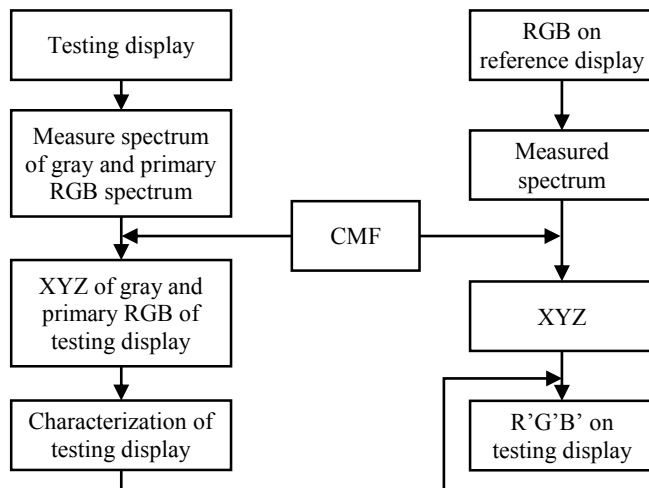 Testing display
Measure spectrum
of gray and primary
RGB spectrum
XYZ of gray and
primary RGB of
testing display
Characterization of
testing display
CMF
RGB on
reference display
Measured
spectrum
XYZ
R’G’B’ on
testing display